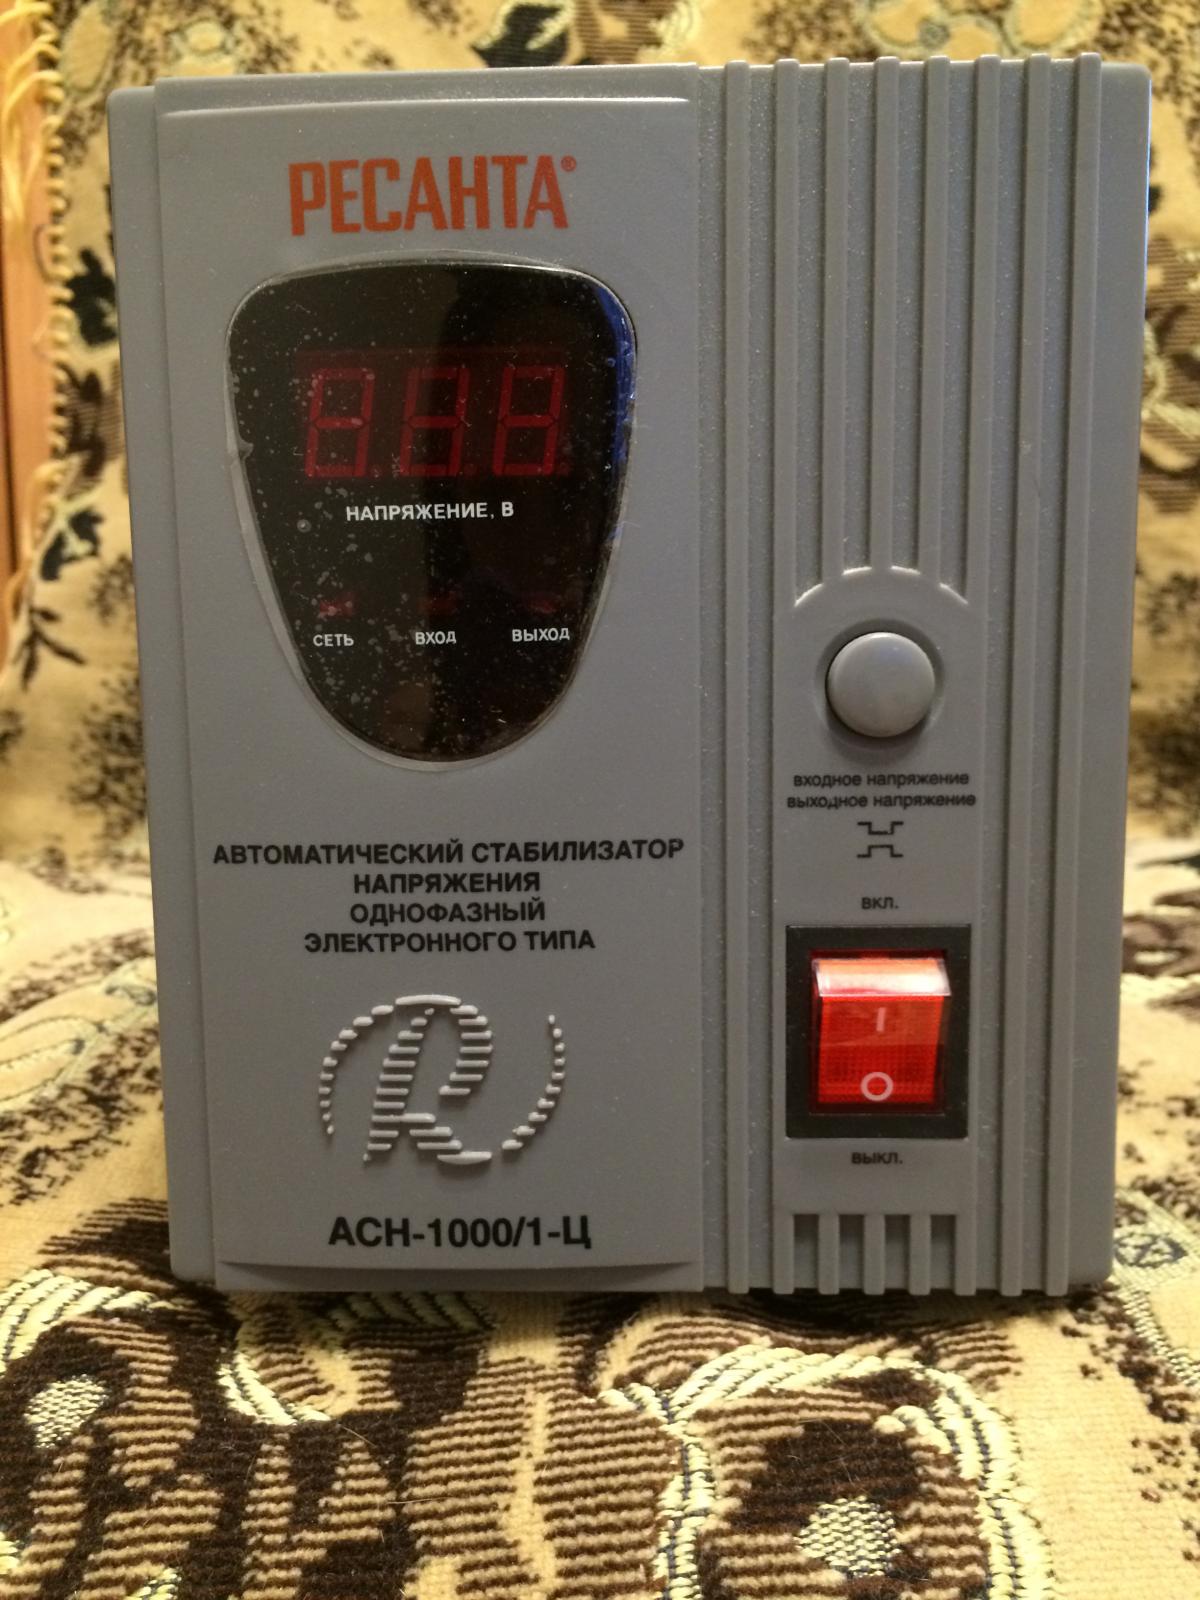 РЕСАНТА®
НАПРЯЖЕНИЕ, В
СЕТЬ ВХОД ВЫХОД
входное напряжение
выходное напряжение
АВТОМАТИЧЕСКИЙ СТАБИЛИЗАТОР
НАПРЯЖЕНИЯ
ОДНОФАЗНЫЙ
ЭЛЕКТРОННОГО ТИПА
ВКЛ.
I
O
ВЫКЛ.
R
АСН-1000/1-Ц